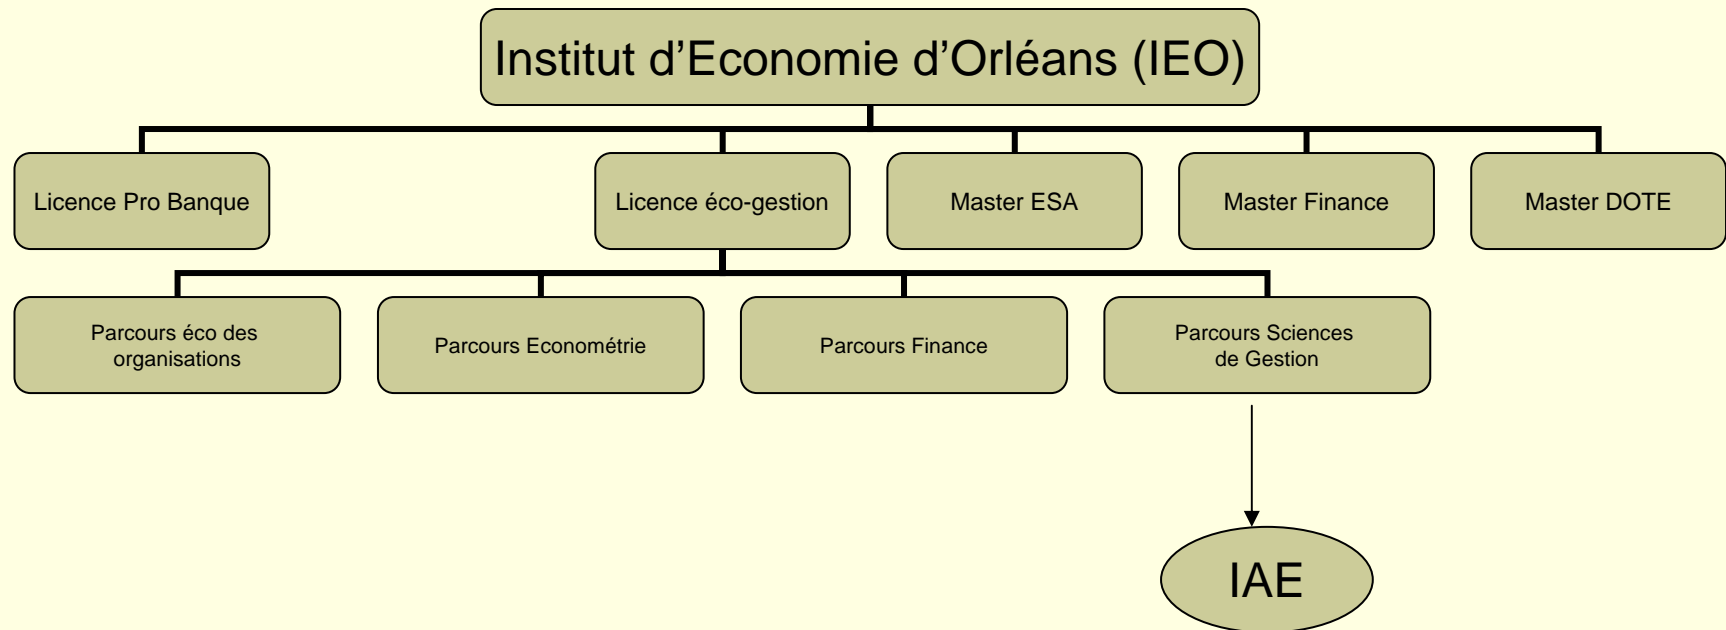 Institut d’Economie d’Orléans (IEO)
Licence Pro Banque
Licence éco-gestion
Master ESA
Master Finance
Master DOTE
Parcours éco des
organisations
Parcours Econométrie
Parcours Finance
Parcours Sciences
de Gestion
IAE